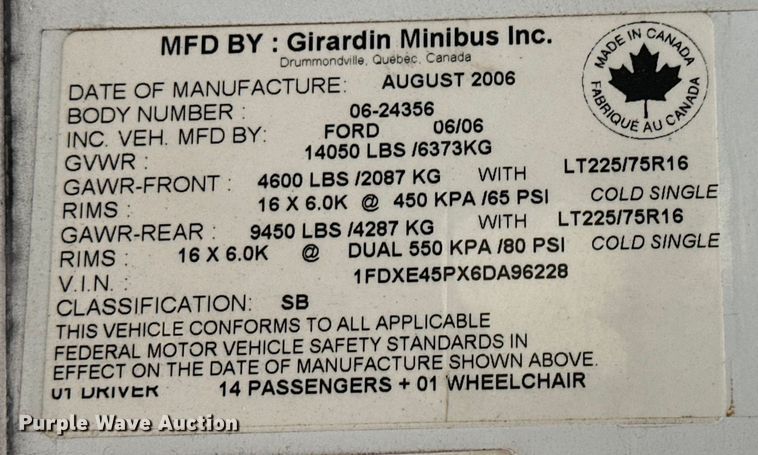 MFD BY : Girardin Minibus Inc.
Drummondville, Quebec, Canada
MADE IN CANADA
FABRIQUÉ AU CANADA
DATE OF MANUFACTURE: AUGUST 2006
BODY NUMBER : 06-24356
INC. VEH. MFD BY: FORD 06/06
GVWR : 14050 LBS /6373KG
GAWR-FRONT : 4600 LBS /2087 KG WITH LT225/75R16
RIMS : 16 X 6.0K @ 450 KPA /65 PSI COLD SINGLE
GAWR-REAR : 9450 LBS /4287 KG WITH LT225/75R16
RIMS : 16 X 6.0K @ DUAL 550 KPA /80 PSI COLD SINGLE
V.I.N. : 1FDXE45PX6DA96228
CLASSIFICATION: SB
THIS VEHICLE CONFORMS TO ALL APPLICABLE
FEDERAL MOTOR VEHICLE SAFETY STANDARDS IN
EFFECT ON THE DATE OF MANUFACTURE SHOWN ABOVE.
01 DRIVER 14 PASSENGERS + 01 WHEELCHAIR
Purple Wave Auction